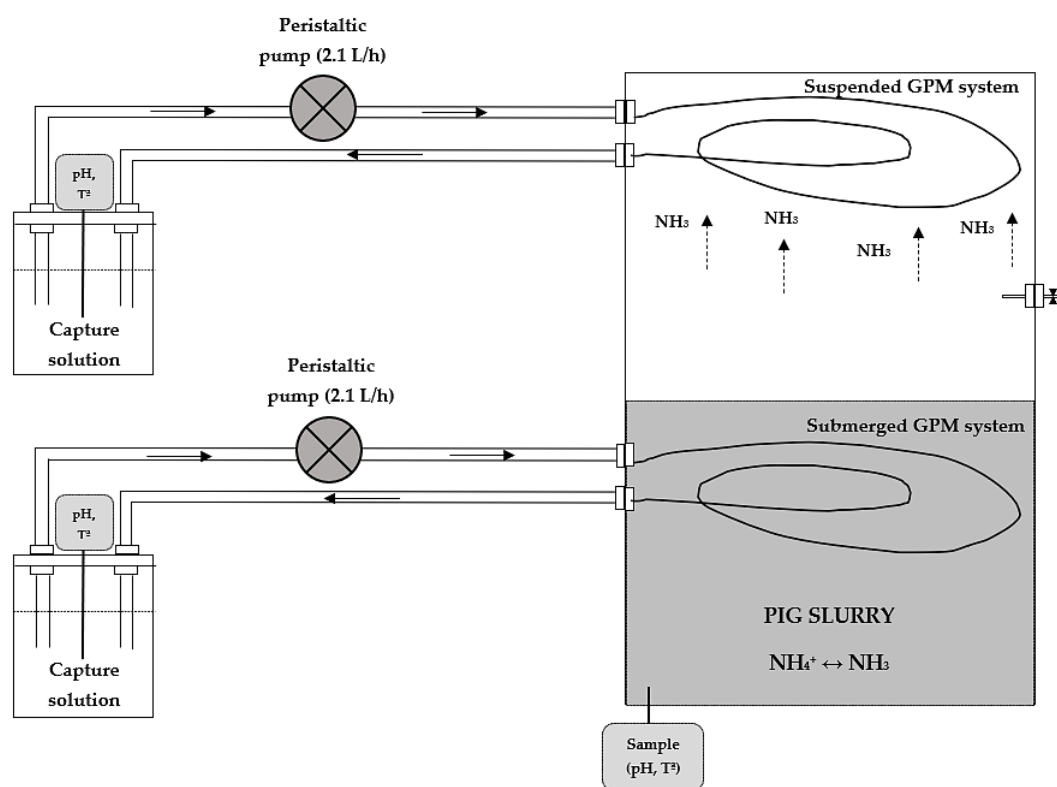 Peristaltic
pump (2.1 L/h)
Suspended GPM system
pH,
Tª
NH₃
NH₃
NH₃
NH₃
Capture
solution
Peristaltic
pump (2.1 L/h)
Submerged GPM system
pH,
Tª
PIG SLURRY
NH₄⁺ ↔ NH₃
Capture
solution
Sample
(pH, Tª)